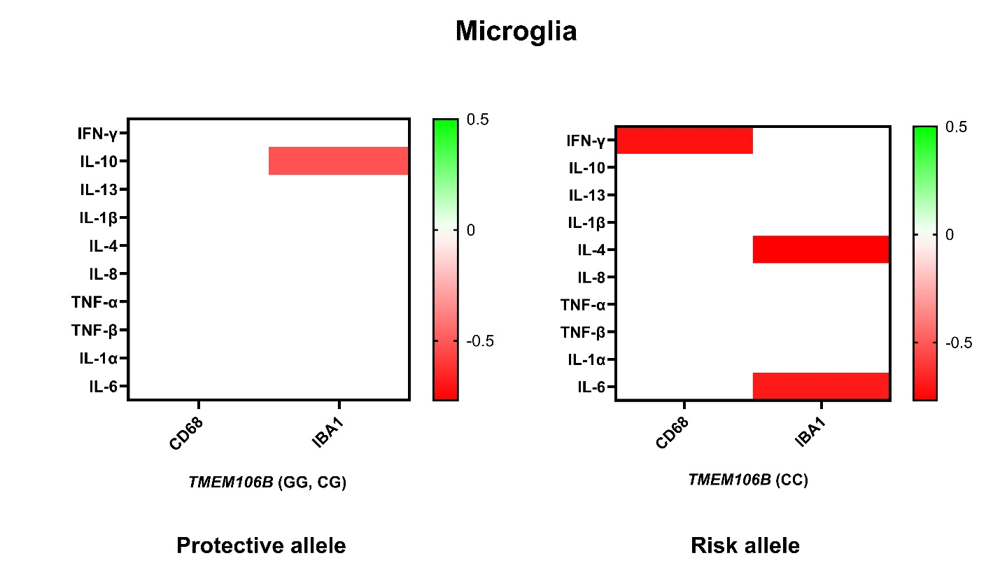 Microglia
IFN-γ
IL-10
IL-13
IL-1β
IL-4
IL-8
TNF-α
TNF-β
IL-1α
IL-6
CD68
IBA1
0.5
0
-0.5
TMEM106B (GG, CG)
Protective allele
IFN-γ
IL-10
IL-13
IL-1β
IL-4
IL-8
TNF-α
TNF-β
IL-1α
IL-6
CD68
IBA1
0.5
0
-0.5
TMEM106B (CC)
Risk allele